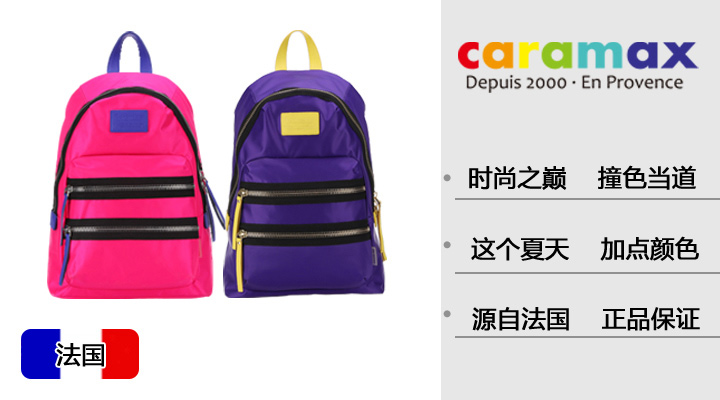 caramax
Depuis 2000 · En Provence
时尚之巅 撞色当道
这个夏天 加点颜色
源自法国 正品保证
法国